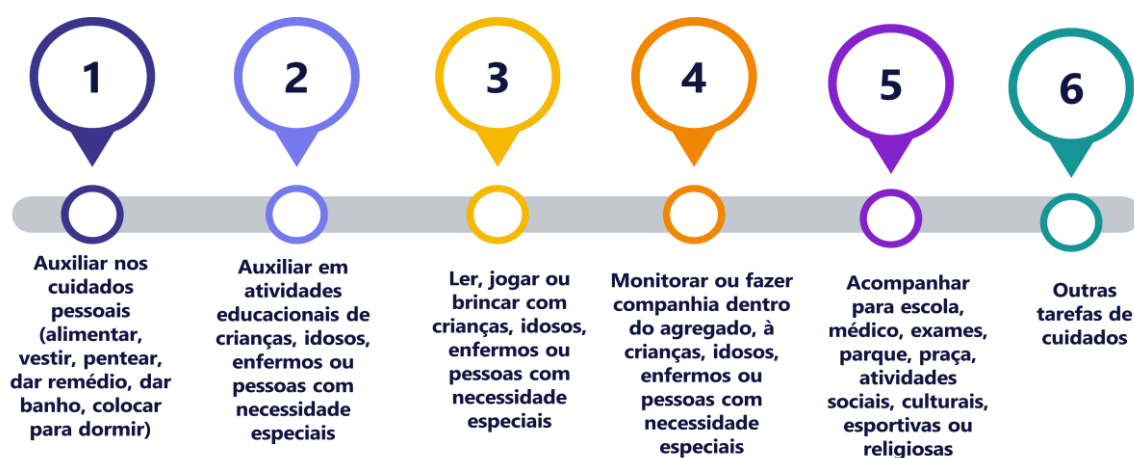 1
Auxiliar nos
cuidados
pessoais
(alimentar,
vestir, pentear,
dar remédio, dar
banho, colocar
para dormir)
2
Auxiliar em
atividades
educacionais de
crianças, idosos,
enfermos ou
pessoas com
necessidade
especiais
3
Ler, jogar ou
brincar com
crianças, idosos,
enfermos ou
pessoas com
necessidade
especiais
4
Monitorar ou fazer
companhia dentro
do agregado, à
crianças, idosos,
enfermos ou
pessoas com
necessidade
especiais
5
Acompanhar
para escola,
médico, exames,
parque, praça,
atividades
sociais, culturais,
esportivas ou
religiosas
6
Outras
tarefas de
cuidados